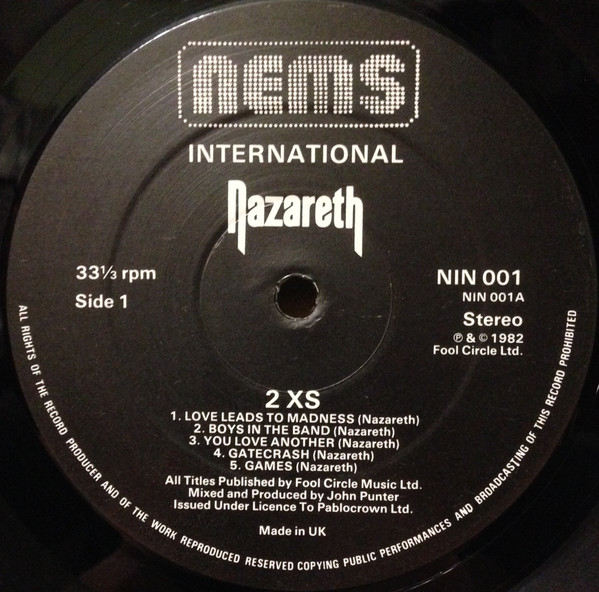 nems
INTERNATIONAL
Nazareth
33⅓ rpm
Side 1
NIN 001
NIN 001A
Stereo
℗ & © 1982
Fool Circle Ltd.
2 XS
1. LOVE LEADS TO MADNESS (Nazareth)
2. BOYS IN THE BAND (Nazareth)
3. YOU LOVE ANOTHER (Nazareth)
4. GATECRASH (Nazareth)
5. GAMES (Nazareth)
All Titles Published by Fool Circle Music Ltd.
Mixed and Produced by John Punter
Issued Under Licence To Pablocrown Ltd.
Made in UK
ALL RIGHTS OF THE RECORD PRODUCER AND OF THE WORK REPRODUCED RESERVED COPYING PUBLIC PERFORMANCES AND BROADCASTING OF THIS RECORD PROHIBITED